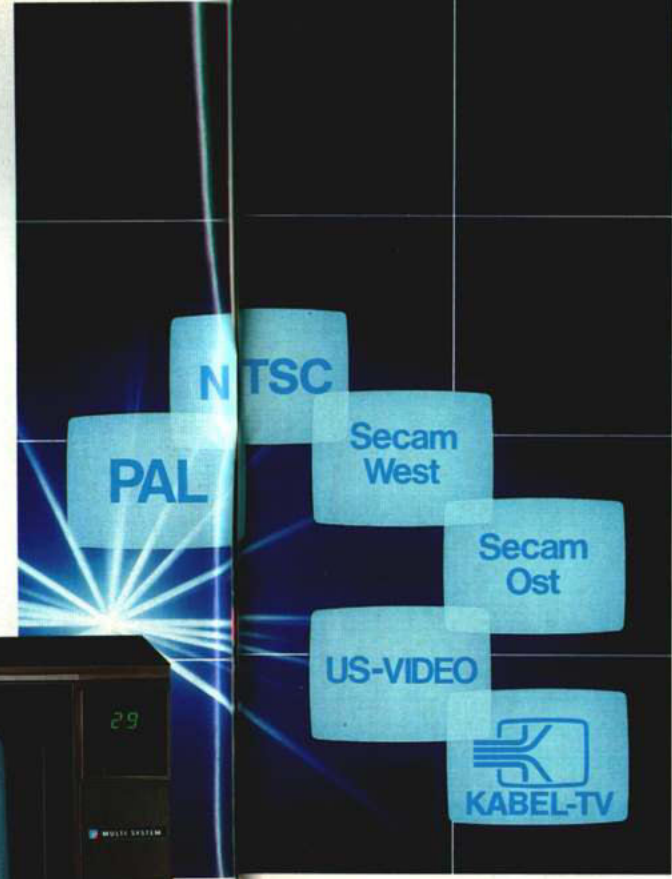 NTSC
PAL
Secam
West
Secam
Ost
US-VIDEO
KABEL-TV
29
MULTI SYSTEM